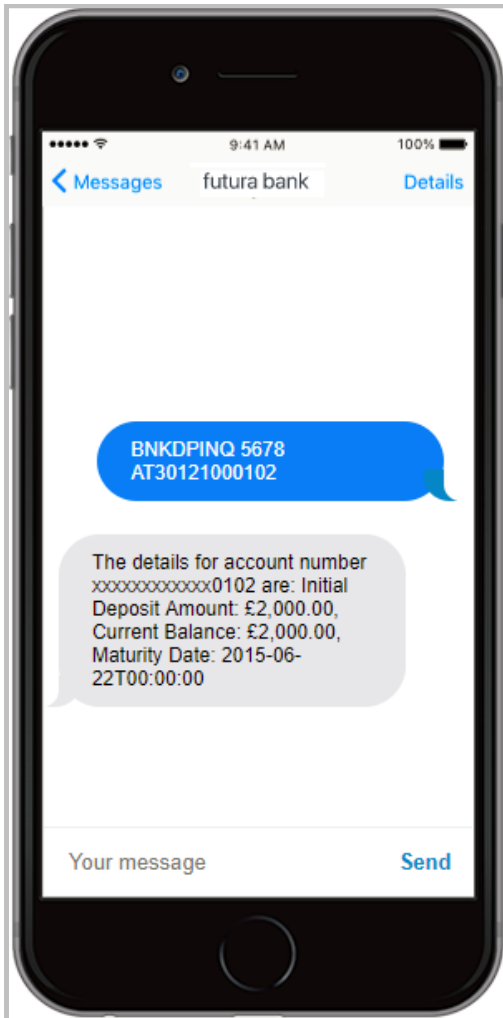 9:41 AM
100%
Messages
futura bank
Details
BNKDPINQ 5678
AT30121000102
The details for account number
xxxxxxxxxxxx0102 are: Initial
Deposit Amount: £2,000.00,
Current Balance: £2,000.00,
Maturity Date: 2015-06-
22T00:00:00
Your message
Send